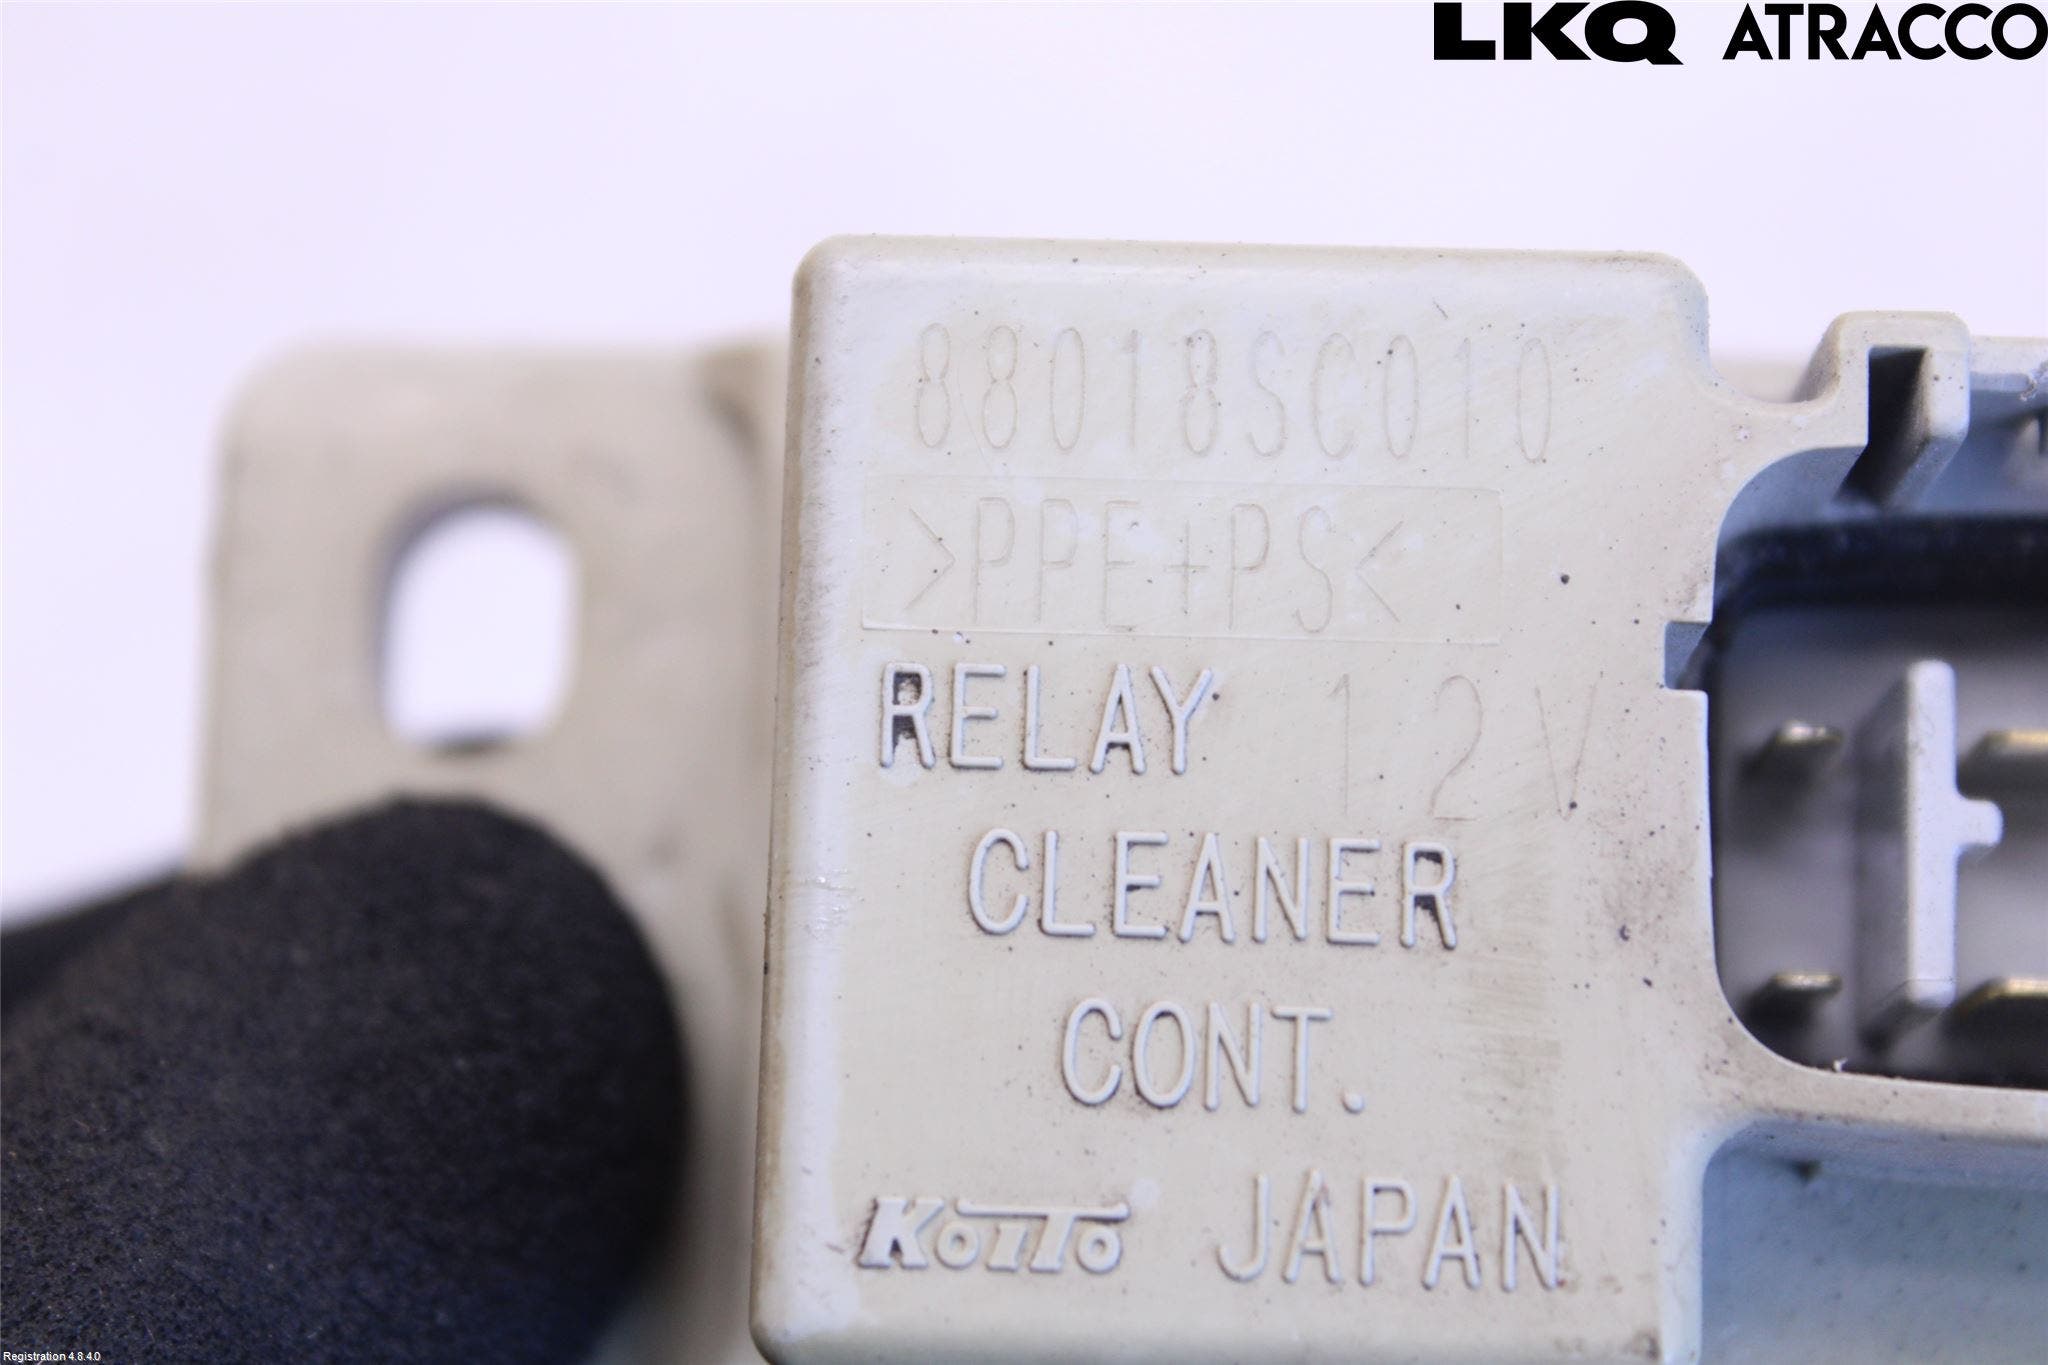 LKQ ATRACCO
88018SC010
>PPE+PS<
RELAY 12V
CLEANER
CONT.
KOITO JAPAN
Registration 4.8.4.0